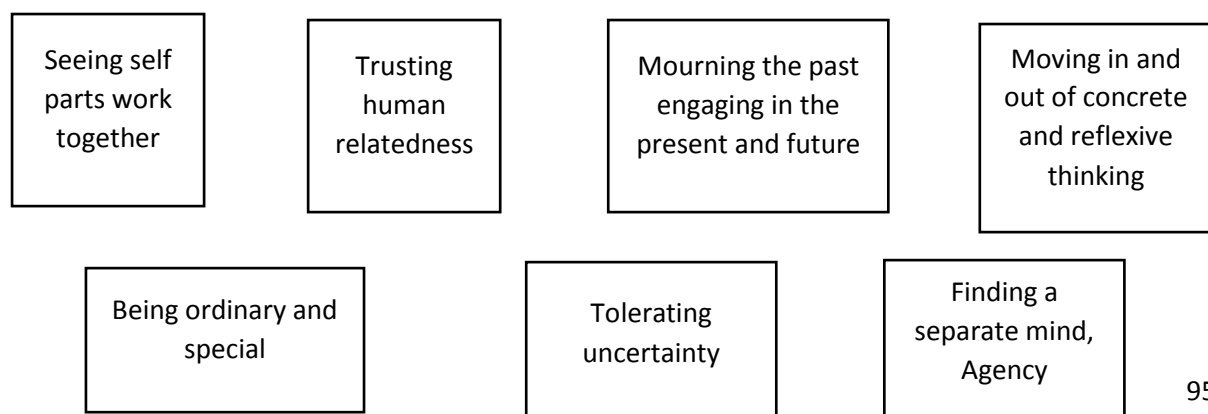 Seeing self
parts work
together
Trusting
human
relatedness
Mourning the past
engaging in the
present and future
Moving in and
out of concrete
and reflexive
thinking
Being ordinary and
special
Tolerating
uncertainty
Finding a
separate mind,
Agency
95